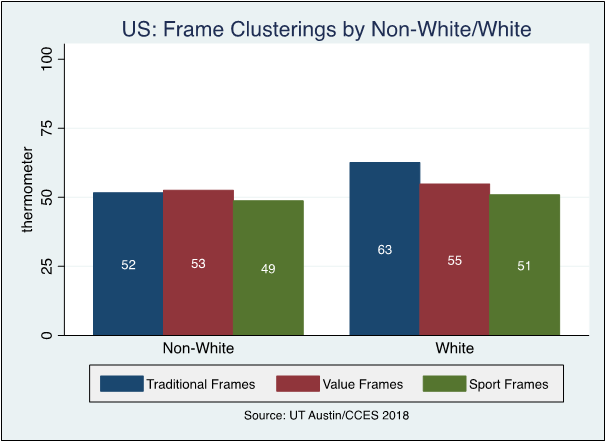 US: Frame Clusterings by Non-White/White
100
75
50
25
0
thermometer
52
53
49
63
55
51
Non-White
White
Traditional Frames
Value Frames
Sport Frames
Source: UT Austin/CCES 2018